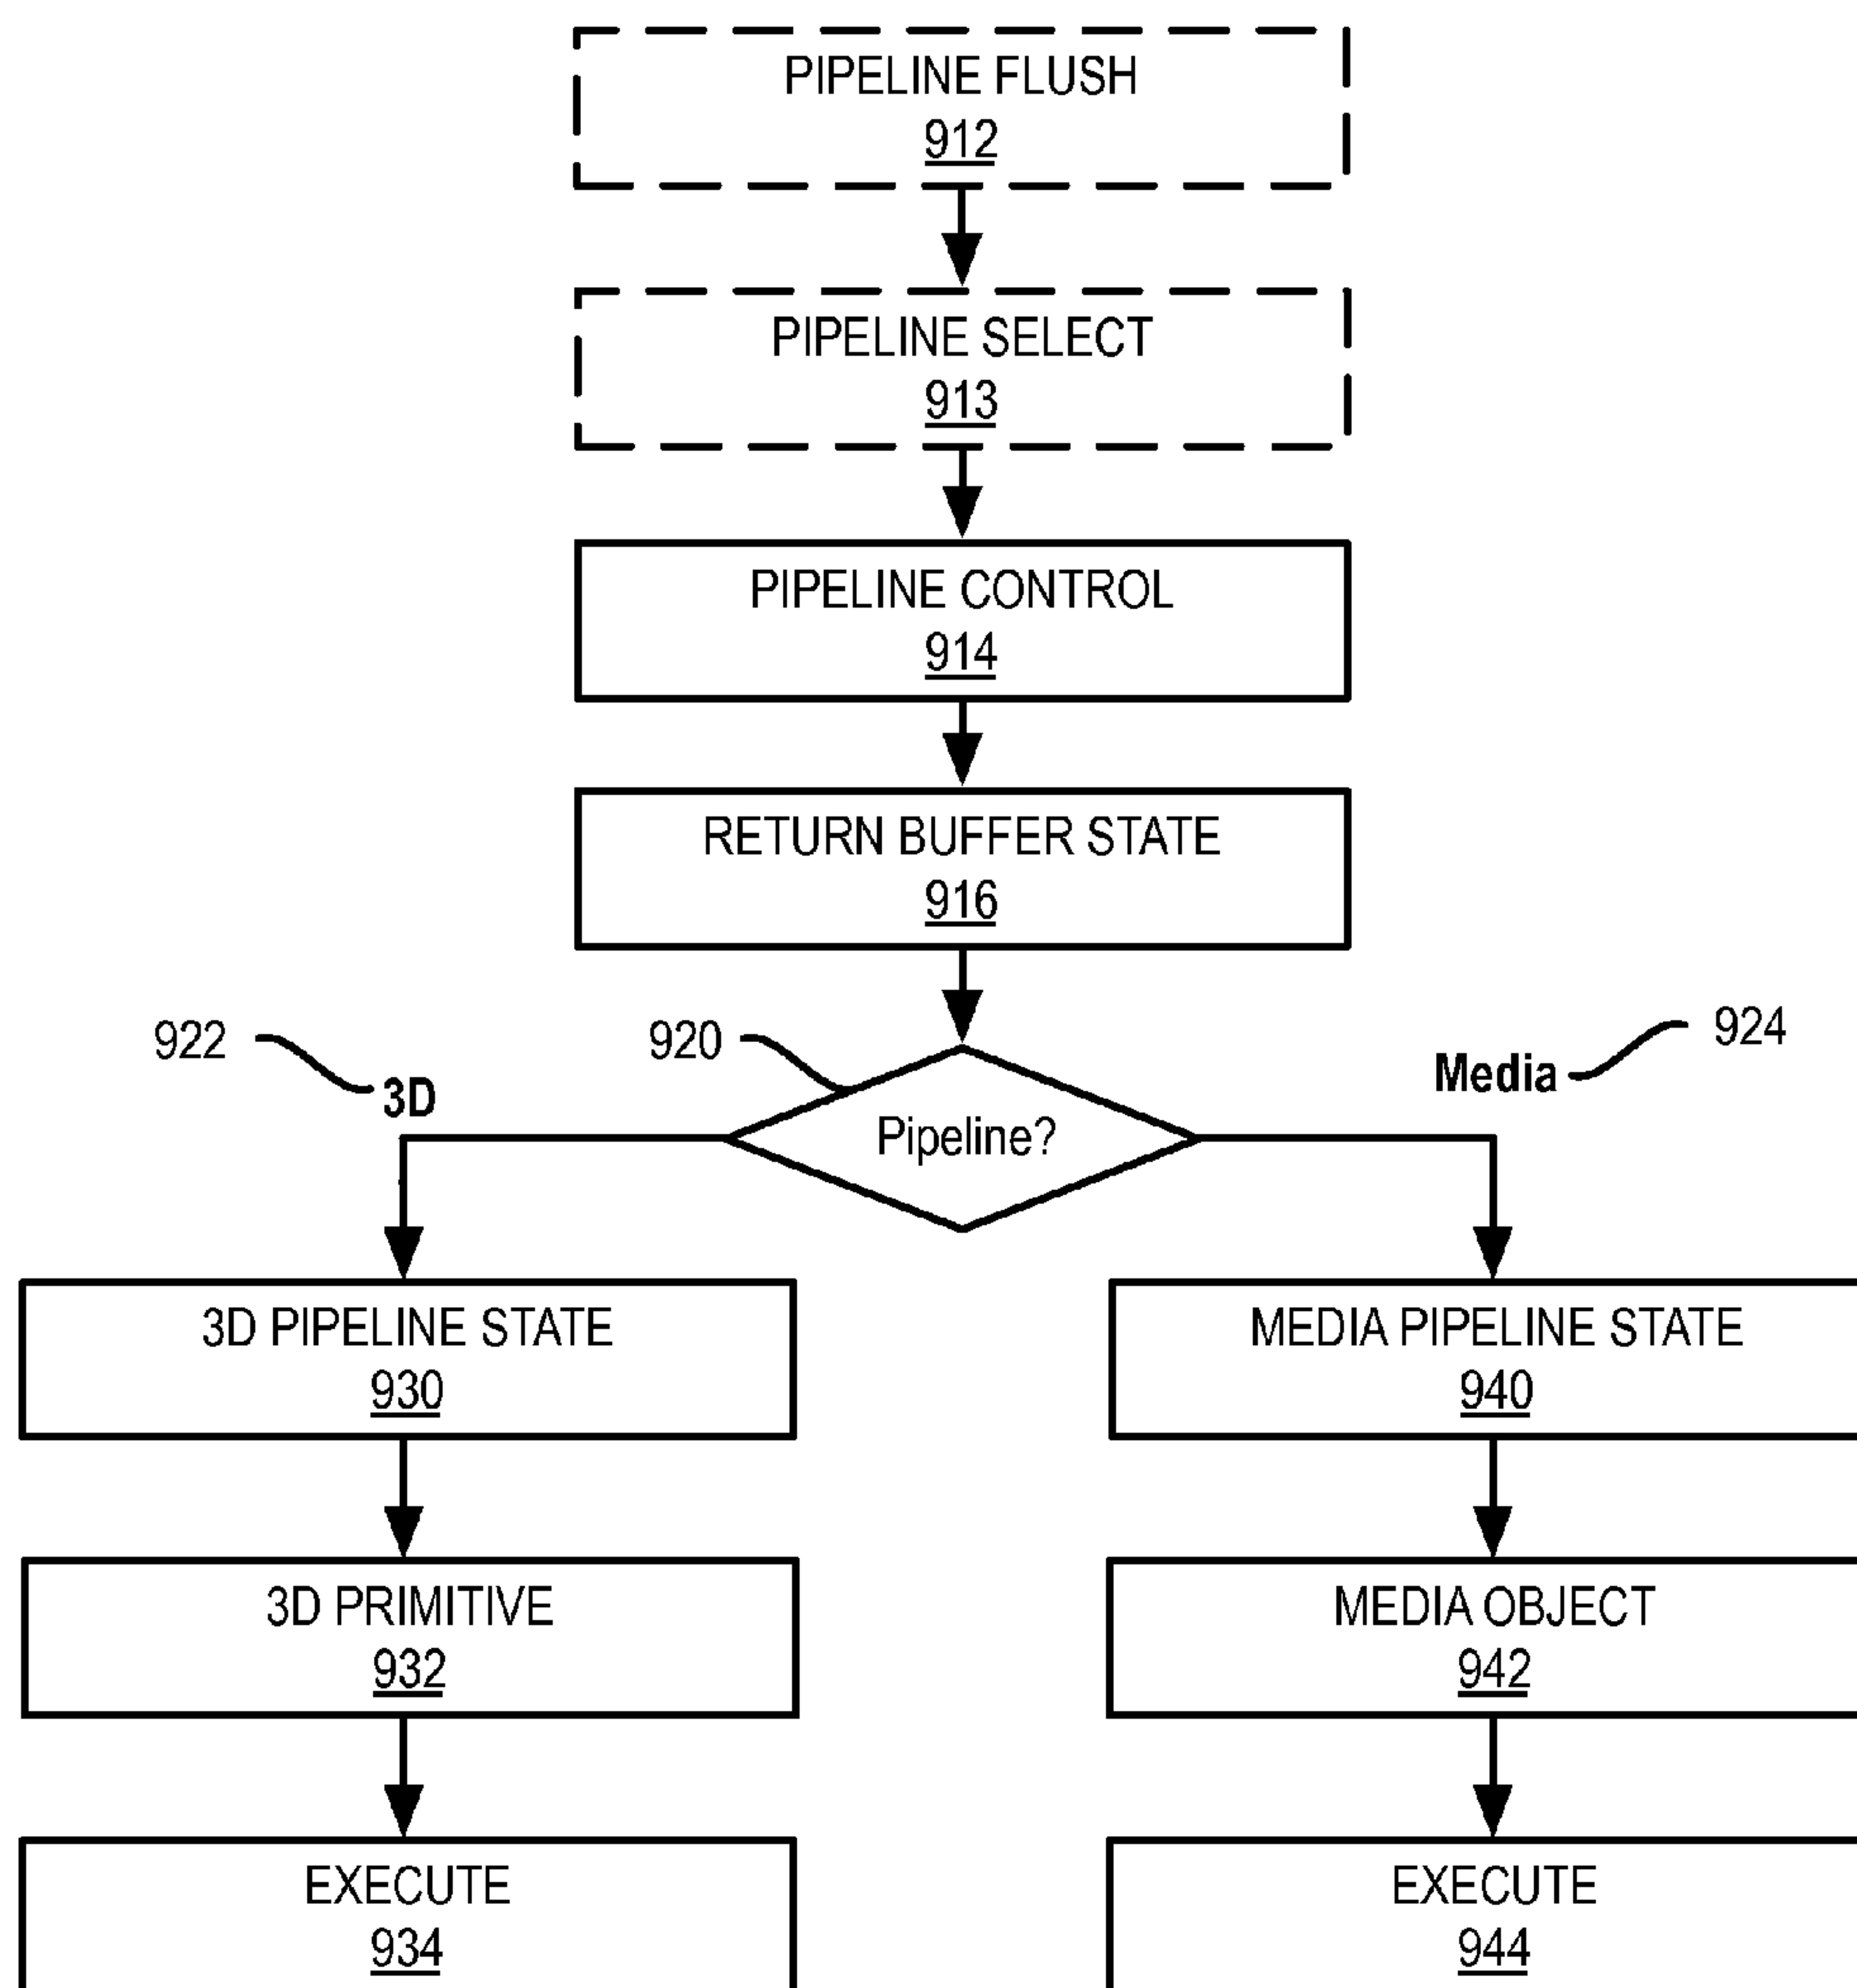 PIPELINE FLUSH
912
PIPELINE SELECT
913
PIPELINE CONTROL
914
RETURN BUFFER STATE
916
922
920
924
3D
Media
Pipeline?
3D PIPELINE STATE
930
MEDIA PIPELINE STATE
940
3D PRIMITIVE
932
MEDIA OBJECT
942
EXECUTE
934
EXECUTE
944